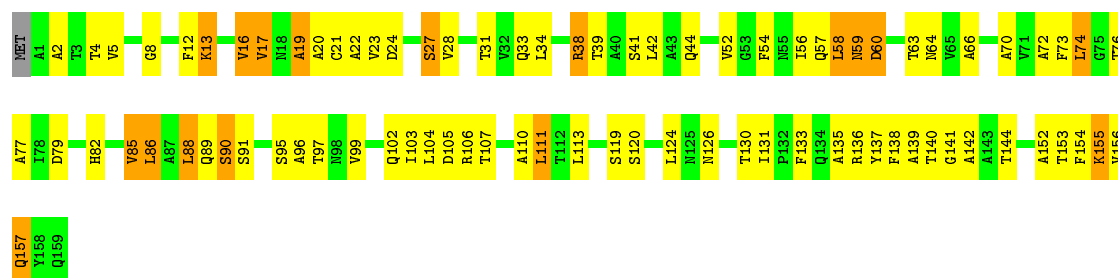 MET A1 A2 T3 T4 V5 G8 F12 K13 V16 V17 N18 A19 A20 C21 A22 V23 D24 S27 V28 T31 V32 Q33 L34 R38 T39 A40 S41 L42 A43 Q44 V52 G53 F54 N55 I56 Q57 L58 N59 D60 T63 N64 V65 A66 A70 V71 A72 F73 L74 G75 T76
A77 I78 D79 H82 V85 L86 A87 L88 Q89 S90 S91 S95 A96 T97 N98 V99 Q102 I103 L104 D105 R106 T107 A110 L111 T112 L113 S119 S120 L124 N125 N126 T130 I131 P132 F133 Q134 A135 R136 Y137 F138 A139 T140 G141 A142 A143 T144 A152 T153 F154 K155 V156
Q157 Y158 Q159